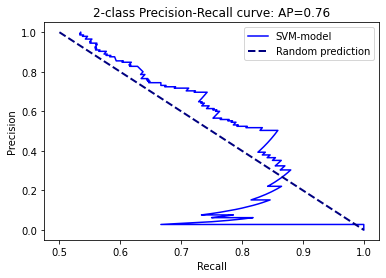 2-class Precision-Recall curve: AP=0.76
SVM-model
Random prediction
Precision
1.0
0.8
0.6
0.4
0.2
0.0
0.5 0.6 0.7 0.8 0.9 1.0
Recall